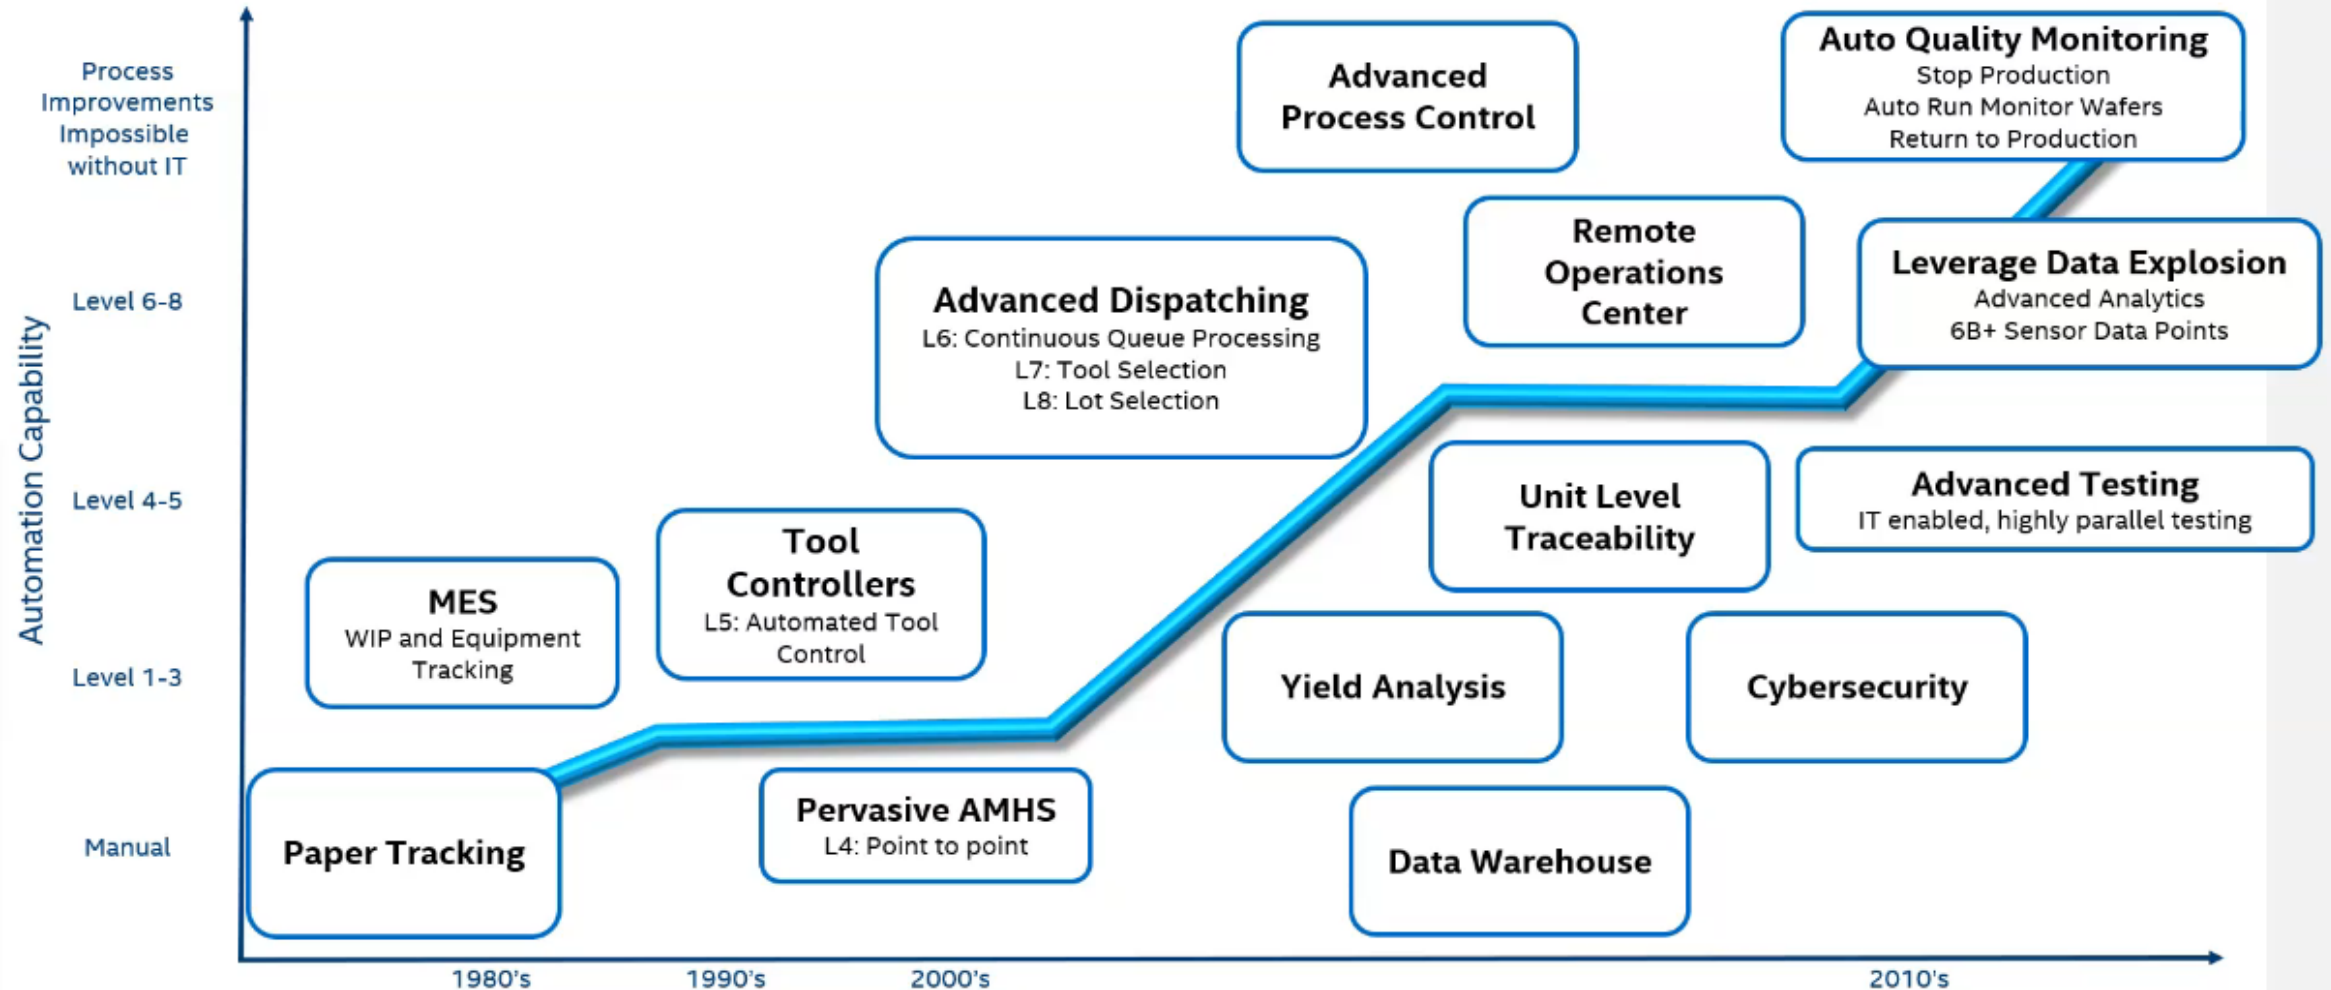 Automation Capability
Process
Improvements
Impossible
without IT
Level 6-8
Level 4-5
Level 1-3
Manual
Advanced
Process Control
Auto Quality Monitoring
Stop Production
Auto Run Monitor Wafers
Return to Production
Remote
Operations
Center
Leverage Data Explosion
Advanced Analytics
6B+ Sensor Data Points
Advanced Dispatching
L6: Continuous Queue Processing
L7: Tool Selection
L8: Lot Selection
Unit Level
Traceability
Advanced Testing
IT enabled, highly parallel testing
MES
WIP and Equipment
Tracking
Tool
Controllers
L5: Automated Tool
Control
Yield Analysis
Cybersecurity
Paper Tracking
Pervasive AMHS
L4: Point to point
Data Warehouse
1980's
1990's
2000's
2010's